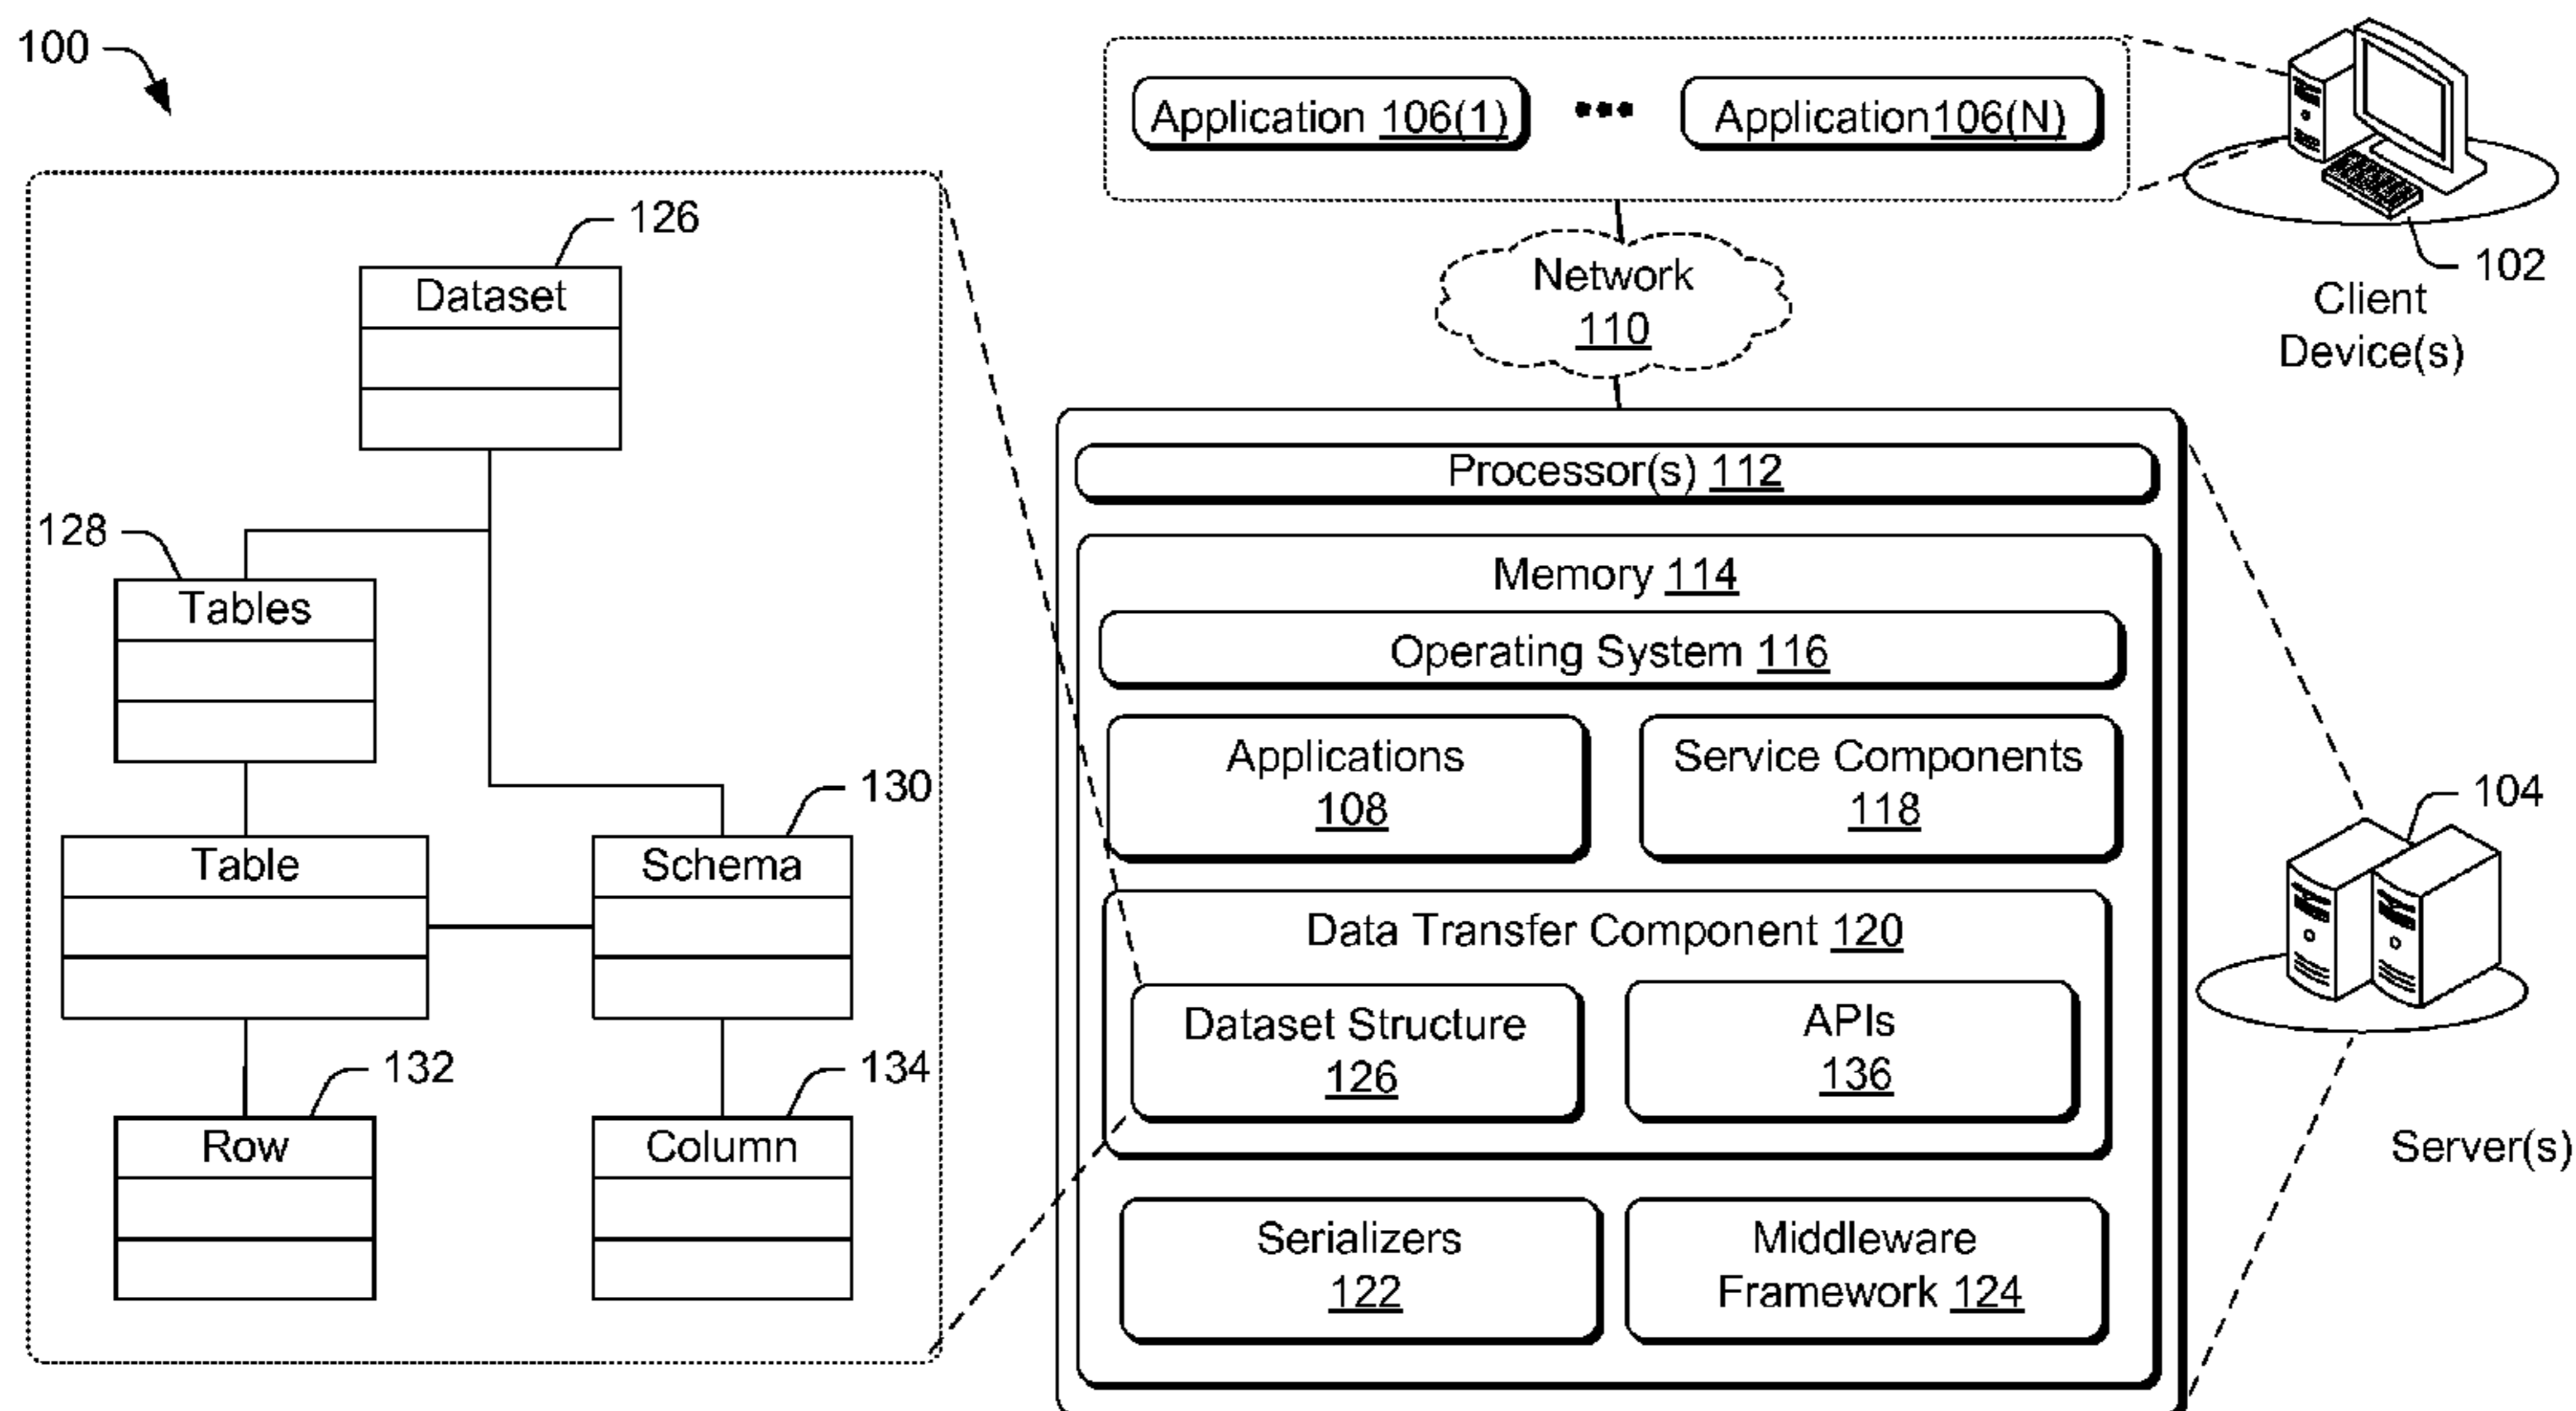 100
Application 106(1)
•••
Application106(N)
102
Client
Device(s)
Network
110
126
Dataset
128
Tables
130
Table
Schema
132
134
Row
Column
Processor(s) 112
Memory 114
Operating System 116
Applications
108
Service Components
118
Data Transfer Component 120
Dataset Structure
126
APIs
136
Serializers
122
Middleware
Framework 124
104
Server(s)